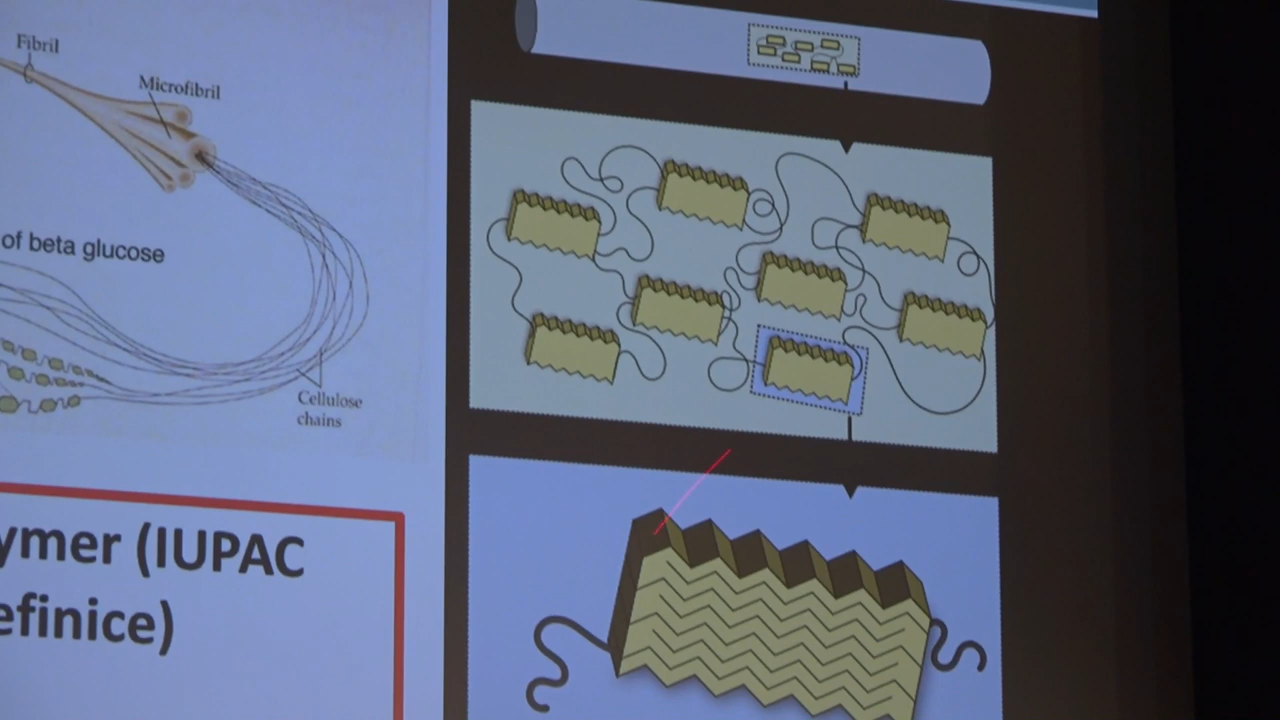 Fibril
Microfibril
of beta glucose
Cellulose
chains
ymer (IUPAC
efinice)